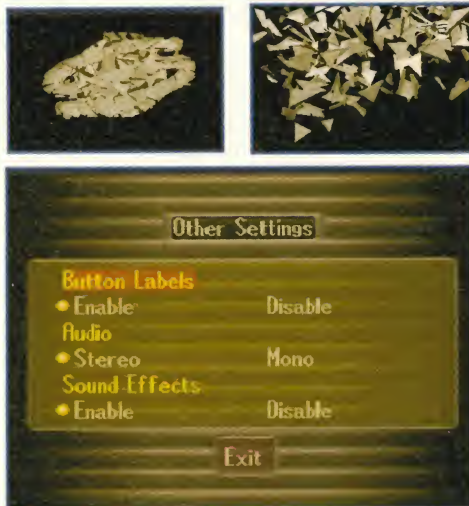 Other Settings
Button Labels
Enable Disable
Audio
Stereo Mono
Sound Effects
Enable Disable
Exit